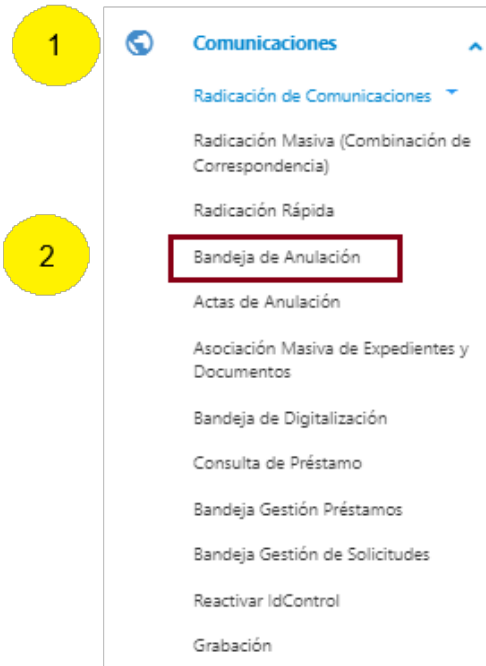 1
Comunicaciones
Radicación de Comunicaciones
Radicación Masiva (Combinación de
Correspondencia)
Radicación Rápida
2
Bandeja de Anulación
Actas de Anulación
Asociación Masiva de Expedientes y
Documentos
Bandeja de Digitalización
Consulta de Préstamo
Bandeja Gestión Préstamos
Bandeja Gestión de Solicitudes
Reactivar IdControl
Grabación